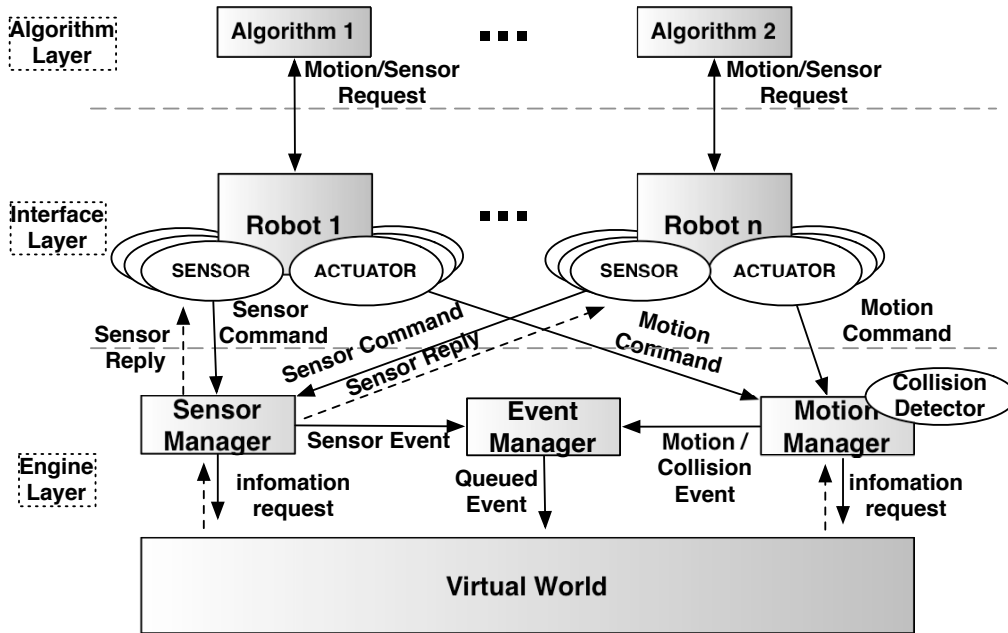 Algorithm
Layer
Algorithm 1
Algorithm 2
Motion/Sensor
Request
Motion/Sensor
Request
Interface
Layer
Robot 1
Robot n
SENSOR
ACTUATOR
SENSOR
ACTUATOR
Sensor
Reply
Sensor
Command
Sensor Command
Sensor Reply
Motion
Command
Motion
Command
Collision
Detector
Sensor
Manager
Event
Manager
Motion
Manager
Sensor Event
Motion /
Collision
Event
Engine
Layer
infomation
request
Queued
Event
infomation
request
Virtual World